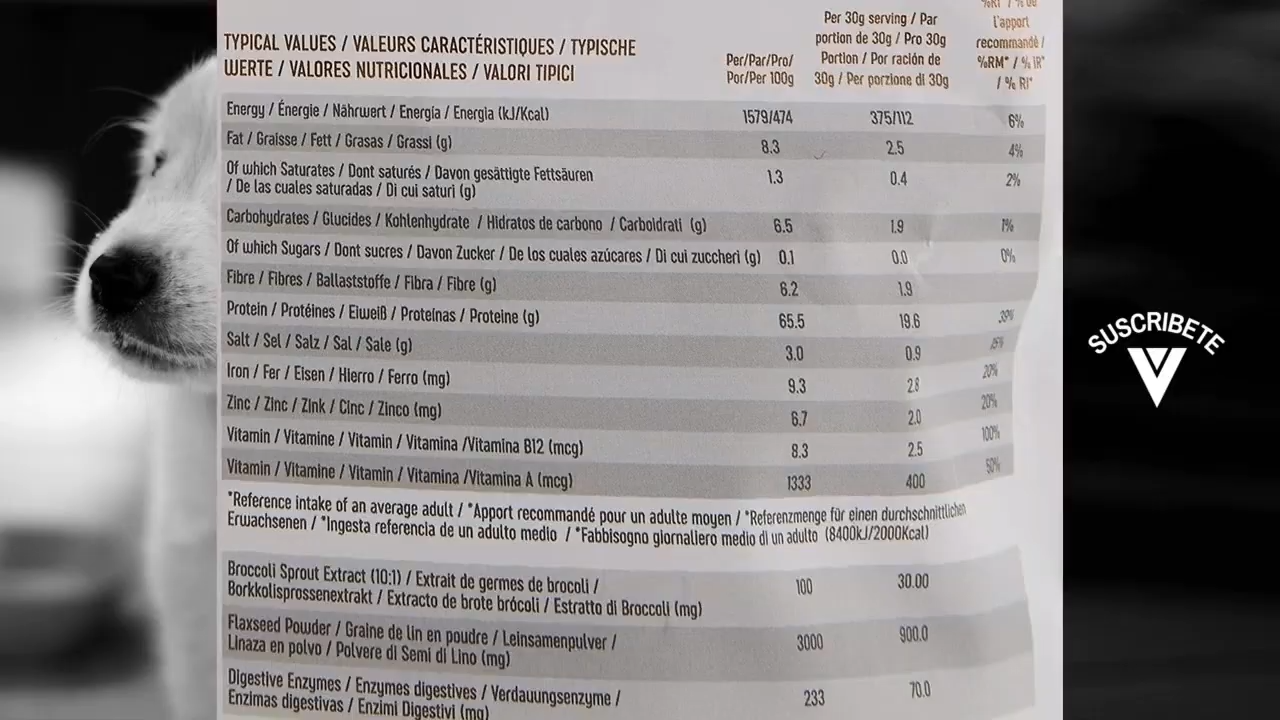 %RI* / % de
l'apport
recommandé /
%RM* / % IR*
/ % RI*
Per 30g serving / Par
portion de 30g / Pro 30g
Portion / Por ración de
30g / Per porzione di 30g
Per/Par/Pro/
Por/Per 100g
TYPICAL VALUES / VALEURS CARACTÉRISTIQUES / TYPISCHE
WERTE / VALORES NUTRICIONALES / VALORI TIPICI
Energy / Énergie / Nährwert / Energía / Energia (kJ/Kcal) 1579/474 375/112 6%
Fat / Graisse / Fett / Grasas / Grassi (g) 8.3 2.5 4%
Of which Saturates / Dont saturés / Davon gesättigte Fettsäuren
/ De las cuales saturadas / Di cui saturi (g) 1.3 0.4 2%
Carbohydrates / Glucides / Kohlenhydrate / Hidratos de carbono / Carboidrati (g) 6.5 1.9 1%
Of which Sugars / Dont sucres / Davon Zucker / De los cuales azúcares / Di cui zuccheri (g) 0.1 0.0 0%
Fibre / Fibres / Ballaststoffe / Fibra / Fibre (g) 6.2 1.9
Protein / Protéines / Eiweiß / Proteínas / Proteine (g) 65.5 19.6 39%
Salt / Sel / Salz / Sal / Sale (g) 3.0 0.9 15%
Iron / Fer / Eisen / Hierro / Ferro (mg) 9.3 2.8 20%
Zinc / Zinc / Zink / Cinc / Zinco (mg) 6.7 2.0 20%
Vitamin / Vitamine / Vitamin / Vitamina /Vitamina B12 (mcg) 8.3 2.5 100%
Vitamin / Vitamine / Vitamin / Vitamina /Vitamina A (mcg) 1333 400 50%
*Reference intake of an average adult / *Apport recommandé pour un adulte moyen / *Referenzmenge für einen durchschnittlichen
Erwachsenen / *Ingesta referencia de un adulto medio / *Fabbisogno giornaliero medio di un adulto (8400kJ/2000Kcal)
Broccoli Sprout Extract (10:1) / Extrait de germes de brocoli /
Borkkolisprossenextrakt / Extracto de brote brócoli / Estratto di Broccoli (mg) 100 30.00
Flaxseed Powder / Graine de lin en poudre / Leinsamenpulver /
Linaza en polvo / Polvere di Semi di Lino (mg) 3000 900.0
Digestive Enzymes / Enzymes digestives / Verdauungsenzyme /
Enzimas digestivas / Enzimi Digestivi (mg) 233 70.0
SUSCRIBETE